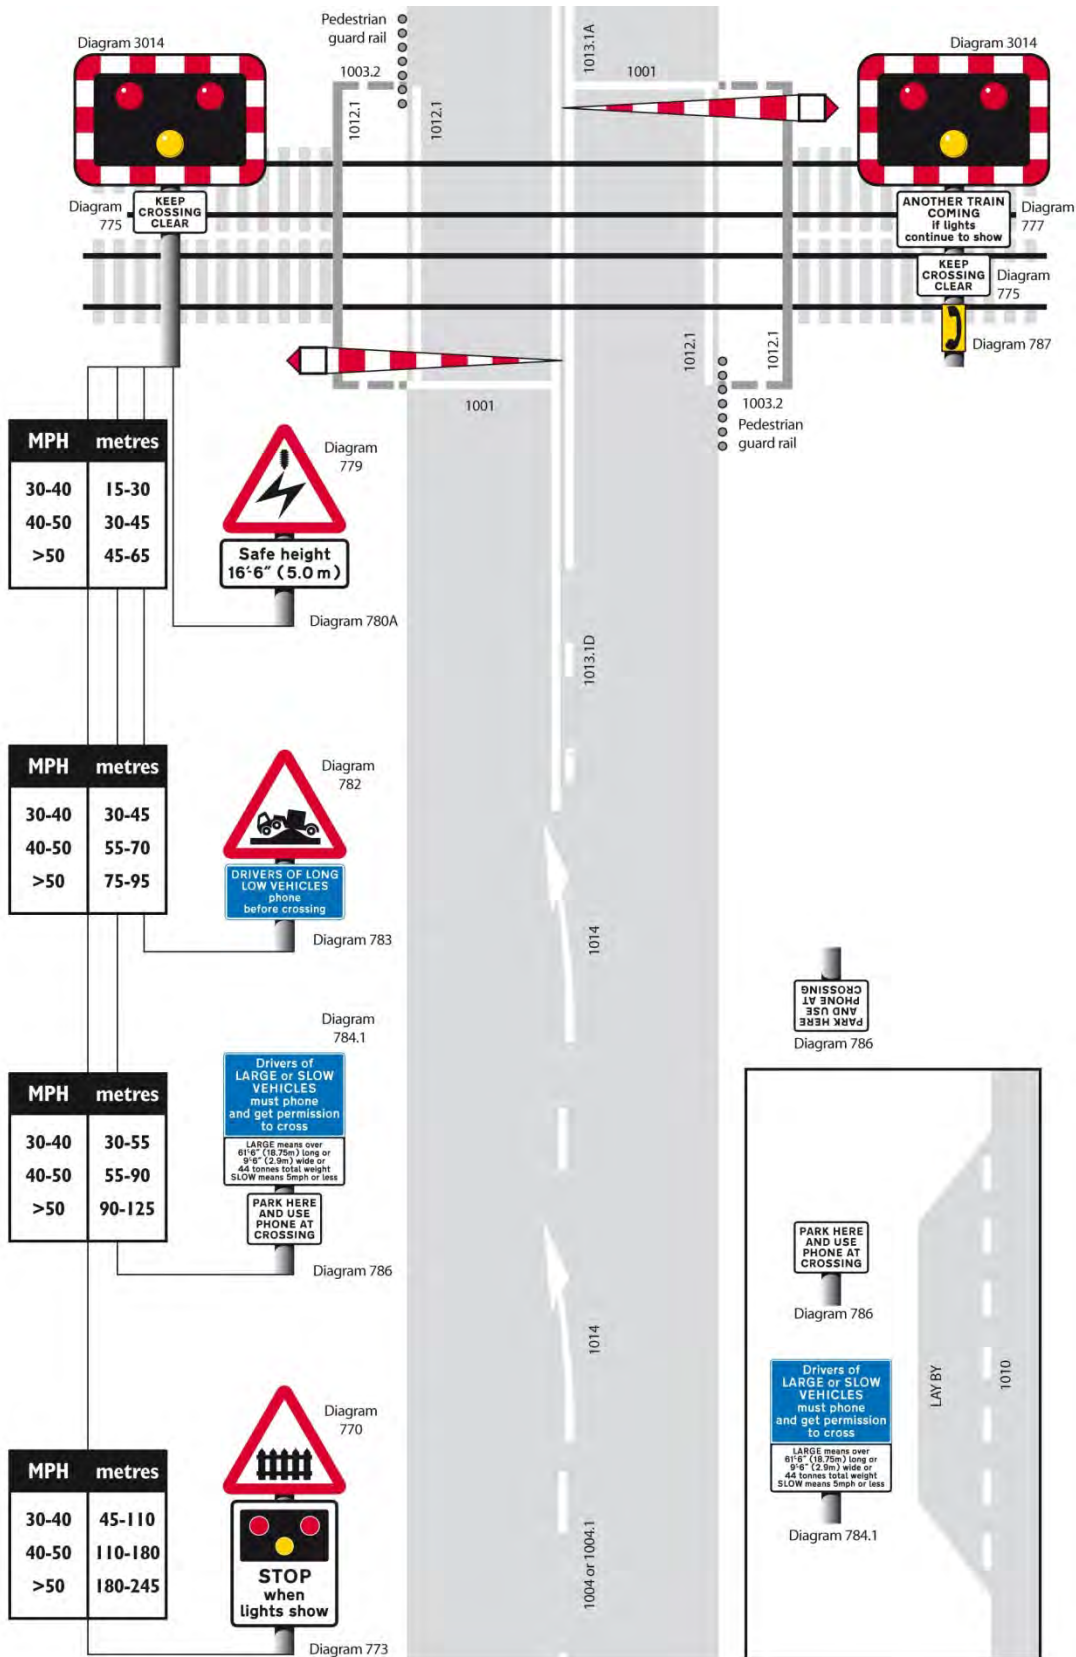 Diagram 3014
Pedestrian
guard rail
1013.1A
1003.2
1012.1
1012.1
1001
Diagram 3014
KEEP
CROSSING
CLEAR
Diagram
775
ANOTHER TRAIN
COMING
if lights
continue to show
Diagram
777
KEEP
CROSSING
CLEAR
Diagram
775
Diagram 787
1012.1
1012.1
1001
1003.2
Pedestrian
guard rail
MPH metres
30-40 15-30
40-50 30-45
>50 45-65
Diagram
779
Safe height
16'-6" (5.0 m)
Diagram 780A
1013.1D
MPH metres
30-40 30-45
40-50 55-70
>50 75-95
Diagram
782
DRIVERS OF LONG
LOW VEHICLES
phone
before crossing
Diagram 783
1014
PARK HERE
AND USE
PHONE AT
CROSSING
Diagram 786
MPH metres
30-40 30-55
40-50 55-90
>50 90-125
Diagram
784.1
Drivers of
LARGE or SLOW
VEHICLES
must phone
and get permission
to cross
LARGE means over
61'-6" (18.75m) long or
9'-6" (2.9m) wide or
44 tonnes total weight
SLOW means 5mph or less
PARK HERE
AND USE
PHONE AT
CROSSING
Diagram 786
1014
PARK HERE
AND USE
PHONE AT
CROSSING
Diagram 786
LAY BY
1010
Drivers of
LARGE or SLOW
VEHICLES
must phone
and get permission
to cross
LARGE means over
61'-6" (18.75m) long or
9'-6" (2.9m) wide or
44 tonnes total weight
SLOW means 5mph or less
Diagram 784.1
MPH metres
30-40 45-110
40-50 110-180
>50 180-245
Diagram
770
STOP
when
lights show
Diagram 773
1004 or 1004.1